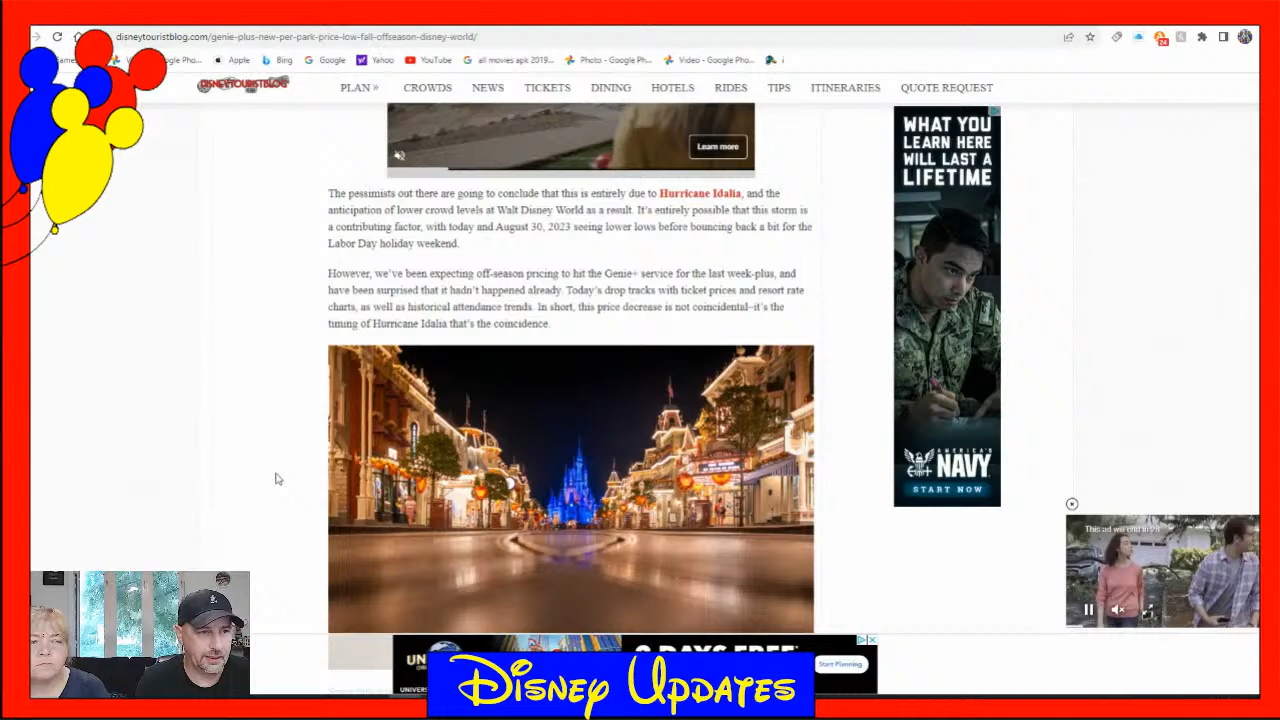 disneytouristblog.com/genie-plus-new-per-park-price-low-fall-offseason-disney-world/
Apple Bing Google Yahoo YouTube all movies apk 2019... Photo - Google Ph... Video - Google Pho...
24
DISNEYTOURISTBLOG
PLAN » CROWDS NEWS TICKETS DINING HOTELS RIDES TIPS ITINERARIES QUOTE REQUEST
Learn more
The pessimists out there are going to conclude that this is entirely due to Hurricane Idalia, and the
anticipation of lower crowd levels at Walt Disney World as a result. It's entirely possible that this storm is
a contributing factor, with today and August 30, 2023 seeing lower lows before bouncing back a bit for the
Labor Day holiday weekend.
However, we've been expecting off-season pricing to hit the Genie+ service for the last week-plus, and
have been surprised that it hadn't happened already. Today's drop tracks with ticket prices and resort rate
charts, as well as historical attendance trends. In short, this price decrease is not coincidental–it's the
timing of Hurricane Idalia that's the coincidence.
WHAT YOU
LEARN HERE
WILL LAST A
LIFETIME
AMERICA'S
NAVY
START NOW
This ad will end in 28
DAYS FREE
Start Planning
DISNEY UPDATES